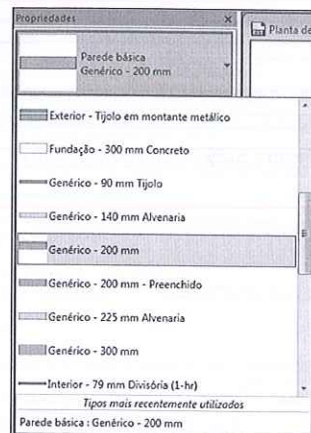 Propriedades
Planta de
Parede básica
Genérico - 200 mm
Exterior - Tijolo em montante metálico
Fundação - 300 mm Concreto
Genérico - 90 mm Tijolo
Genérico - 140 mm Alvenaria
Genérico - 200 mm
Genérico - 200 mm - Preenchido
Genérico - 225 mm Alvenaria
Genérico - 300 mm
Interior - 79 mm Divisória (1-hr)
Tipos mais recentemente utilizados
Parede básica : Genérico - 200 mm